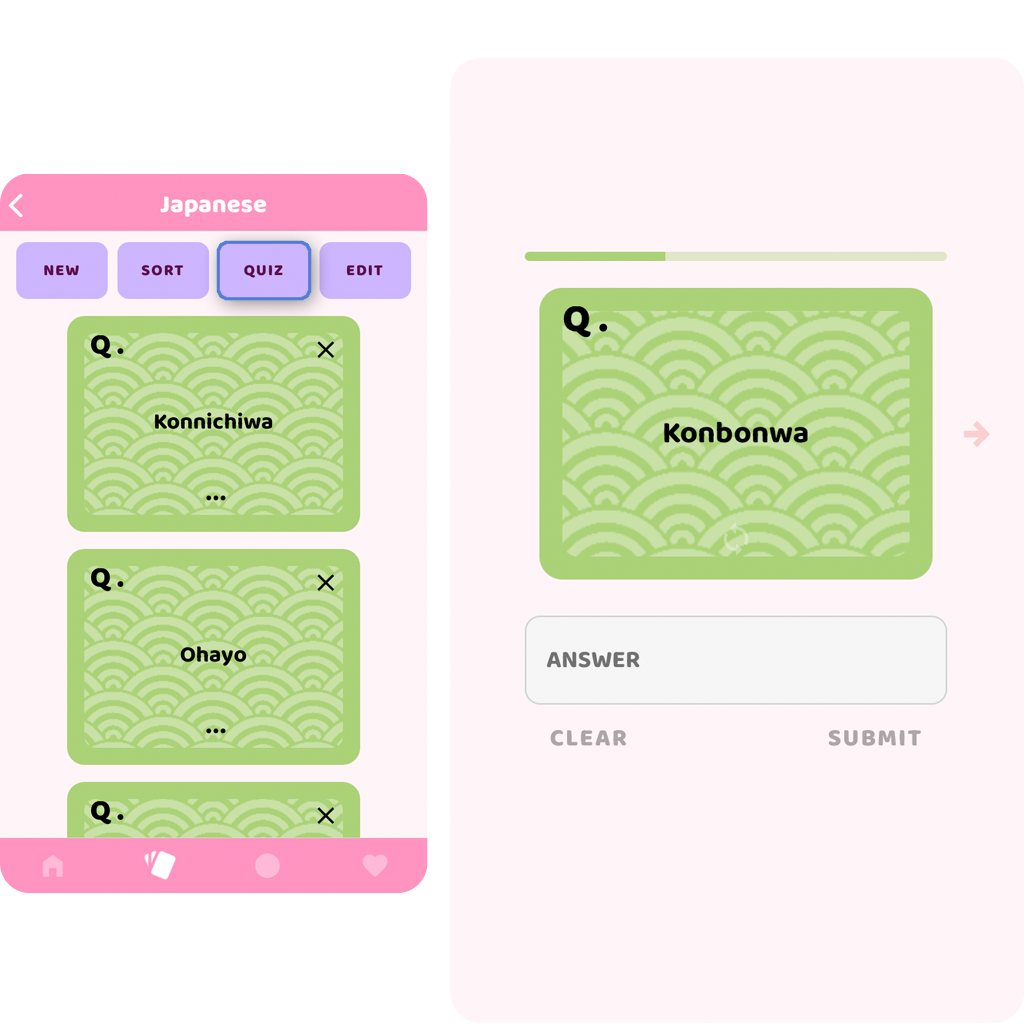 Japanese
NEW SORT QUIZ EDIT
Q.
Konnichiwa
...
Q.
Ohayo
...
Q.
Q.
Konbonwa
ANSWER
CLEAR SUBMIT